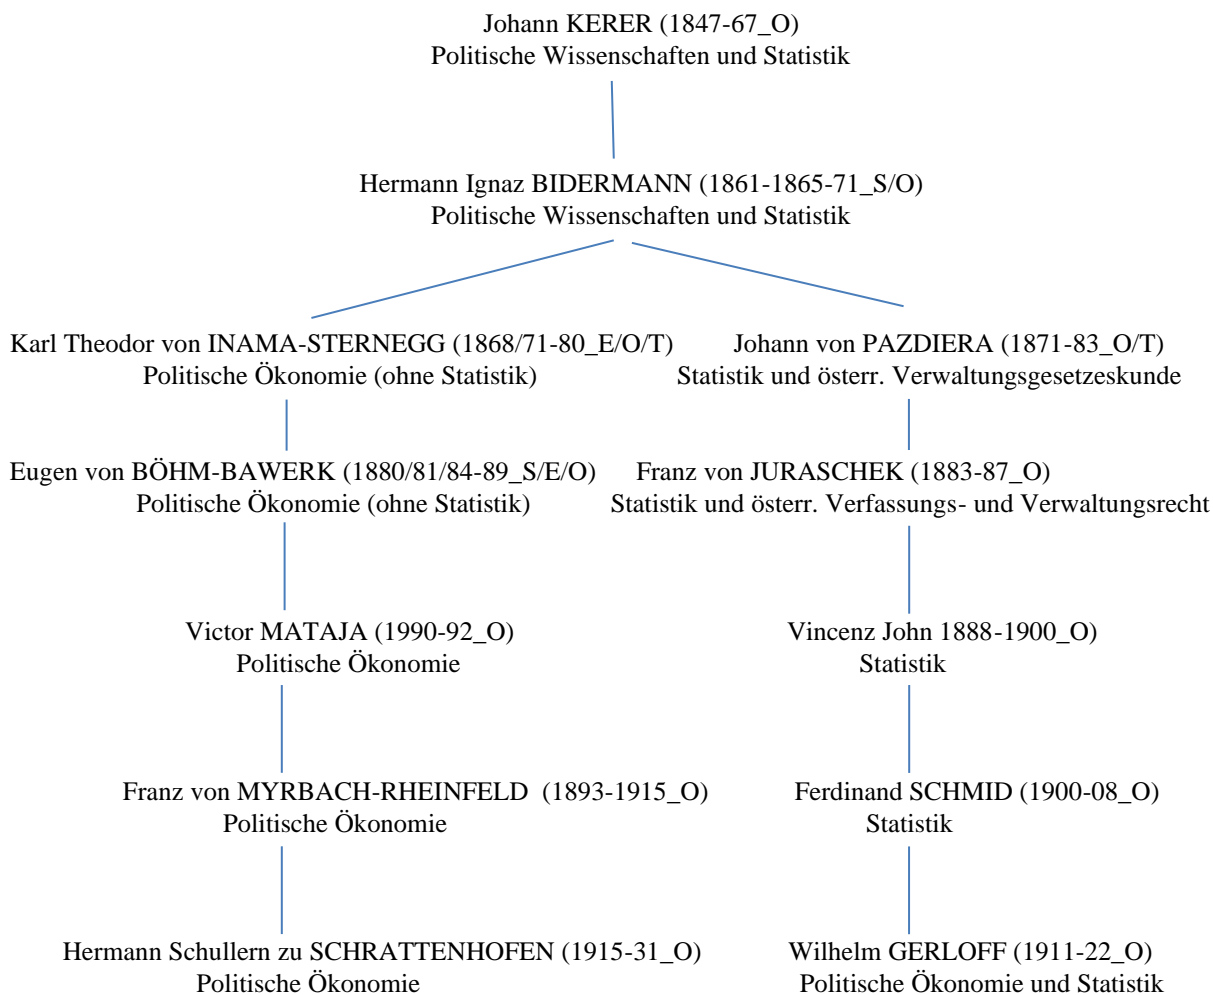 Johann KERER (1847-67_O)
Politische Wissenschaften und Statistik
Hermann Ignaz BIDERMANN (1861-1865-71_S/O)
Politische Wissenschaften und Statistik
Karl Theodor von INAMA-STERNEGG (1868/71-80_E/O/T)
Politische Ökonomie (ohne Statistik)
Johann von PAZDIERA (1871-83_O/T)
Statistik und österr. Verwaltungsgesetzeskunde
Eugen von BÖHM-BAWERK (1880/81/84-89_S/E/O)
Politische Ökonomie (ohne Statistik)
Franz von JURASCHEK (1883-87_O)
Statistik und österr. Verfassungs- und Verwaltungsrecht
Victor MATAJA (1990-92_O)
Politische Ökonomie
Vincenz John 1888-1900_O)
Statistik
Franz von MYRBACH-RHEINFELD (1893-1915_O)
Politische Ökonomie
Ferdinand SCHMID (1900-08_O)
Statistik
Hermann Schullern zu SCHRATTENHOFEN (1915-31_O)
Politische Ökonomie
Wilhelm GERLOFF (1911-22_O)
Politische Ökonomie und Statistik